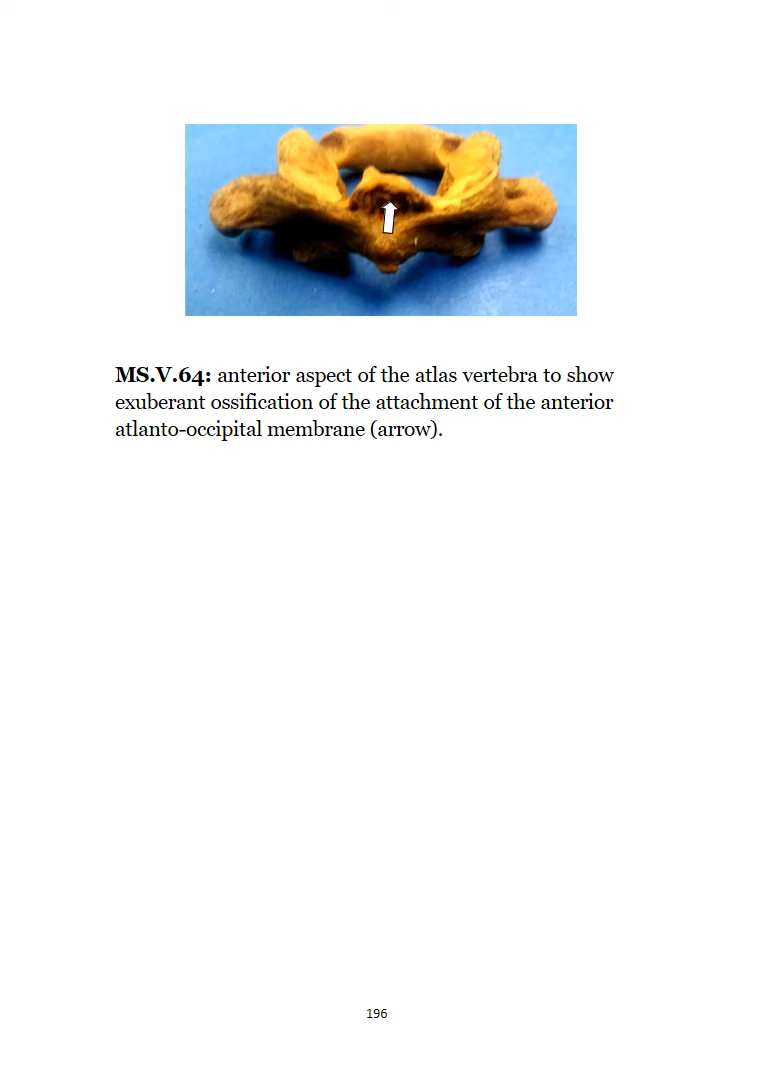 MS.V.64: anterior aspect of the atlas vertebra to show
exuberant ossification of the attachment of the anterior
atlanto-occipital membrane (arrow).
196